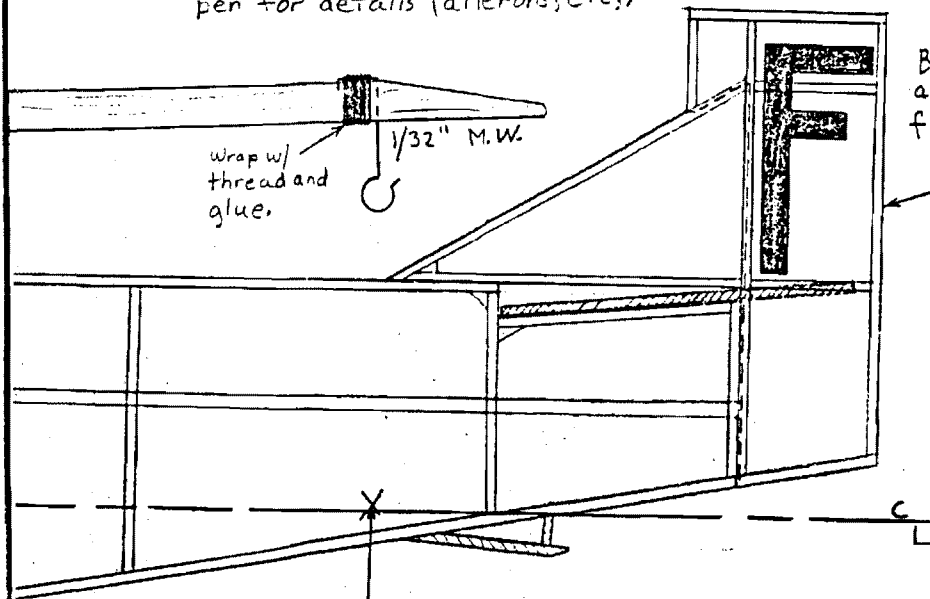 pen for details (ailerons, etc.)
1/32" M.W.
wrap w/
thread and
glue.
F
B
a
f
C
L